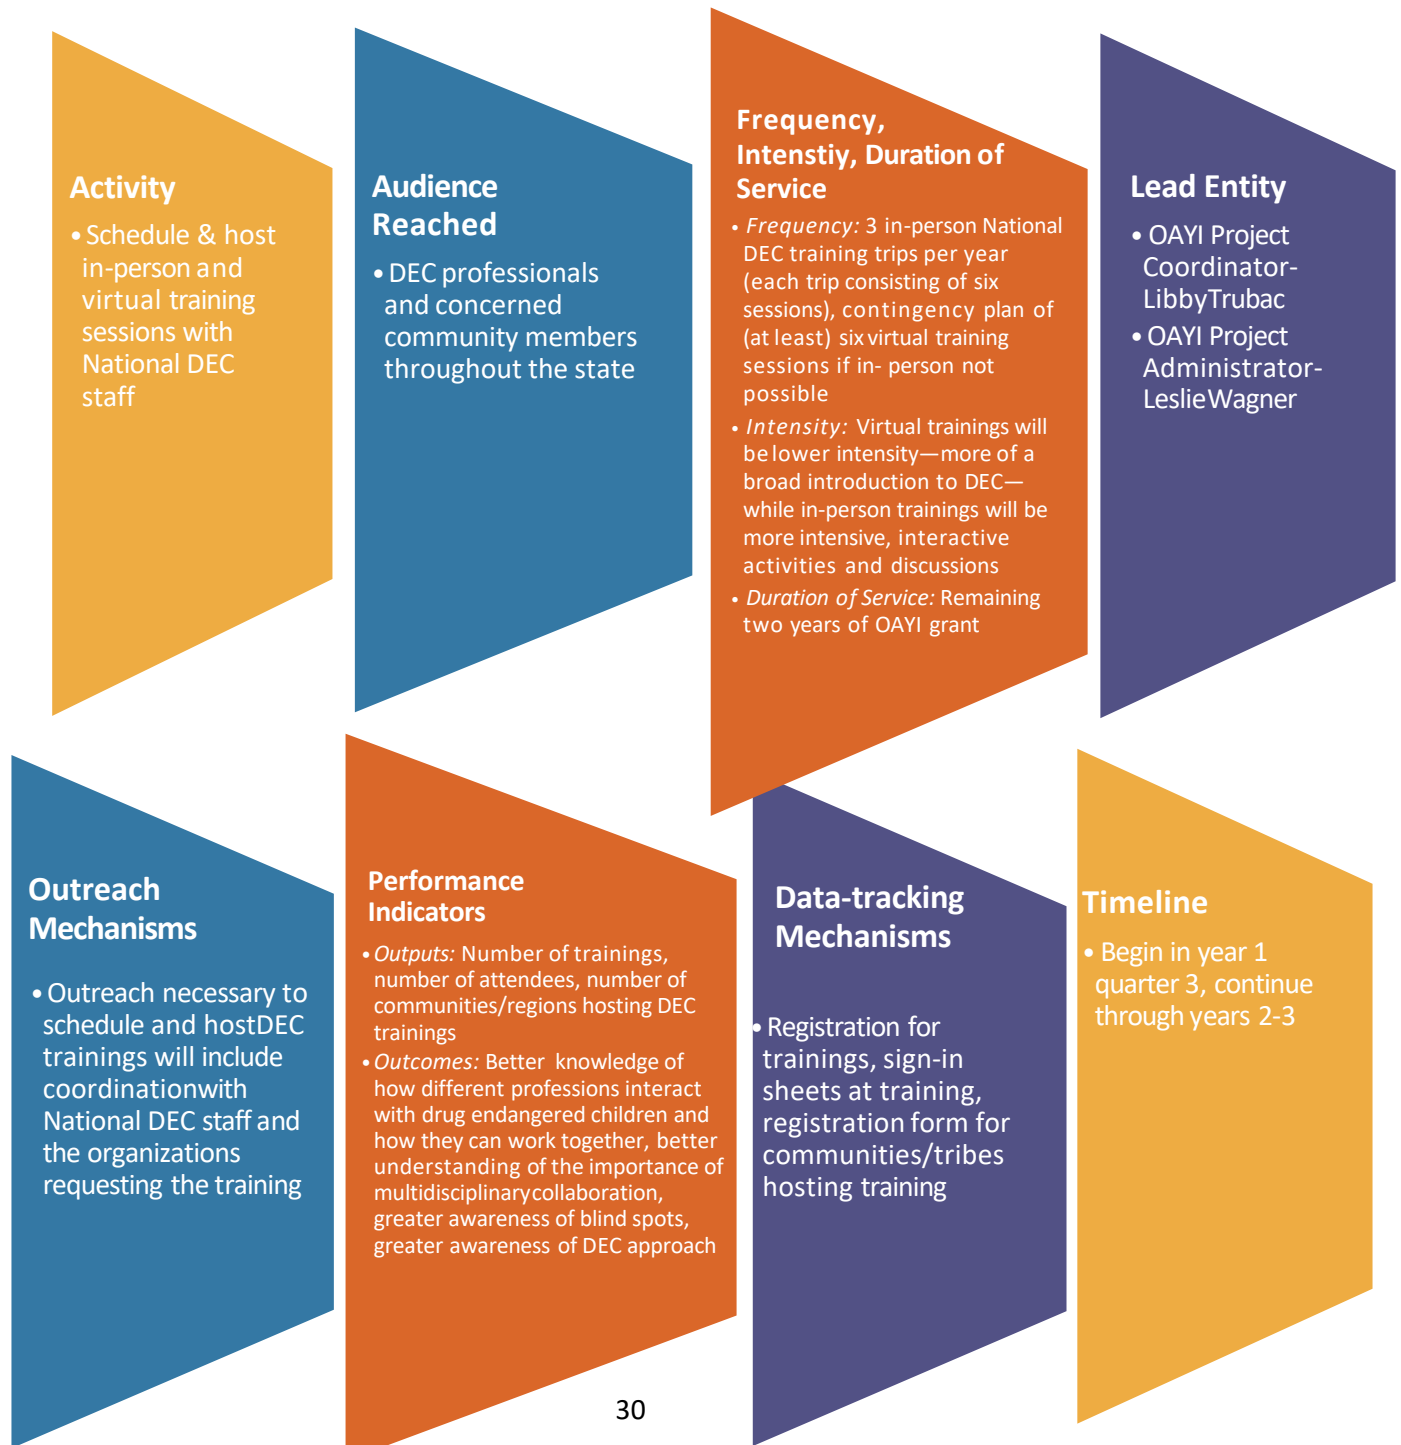 Activity
• Schedule & host
in-person and
virtual training
sessions with
National DEC
staff
Audience
Reached
• DEC professionals
and concerned
community members
throughout the state
Frequency,
Intenstiy, Duration of
Service
• Frequency: 3 in-person National
DEC training trips per year
(each trip consisting of six
sessions), contingency plan of
(at least) six virtual training
sessions if in- person not
possible
• Intensity: Virtual trainings will
be lower intensity—more of a
broad introduction to DEC—
while in-person trainings will be
more intensive, interactive
activities and discussions
• Duration of Service: Remaining
two years of OAYI grant
Lead Entity
• OAYI Project
Coordinator-
LibbyTrubac
• OAYI Project
Administrator-
LeslieWagner
Outreach
Mechanisms
• Outreach necessary to
schedule and hostDEC
trainings will include
coordinationwith
National DEC staff and
the organizations
requesting the training
Performance
Indicators
• Outputs: Number of trainings,
number of attendees, number of
communities/regions hosting DEC
trainings
• Outcomes: Better knowledge of
how different professions interact
with drug endangered children and
how they can work together, better
understanding of the importance of
multidisciplinarycollaboration,
greater awareness of blind spots,
greater awareness of DEC approach
Data-tracking
Mechanisms
• Registration for
trainings, sign-in
sheets at training,
registration form for
communities/tribes
hosting training
Timeline
• Begin in year 1
quarter 3, continue
through years 2-3
30